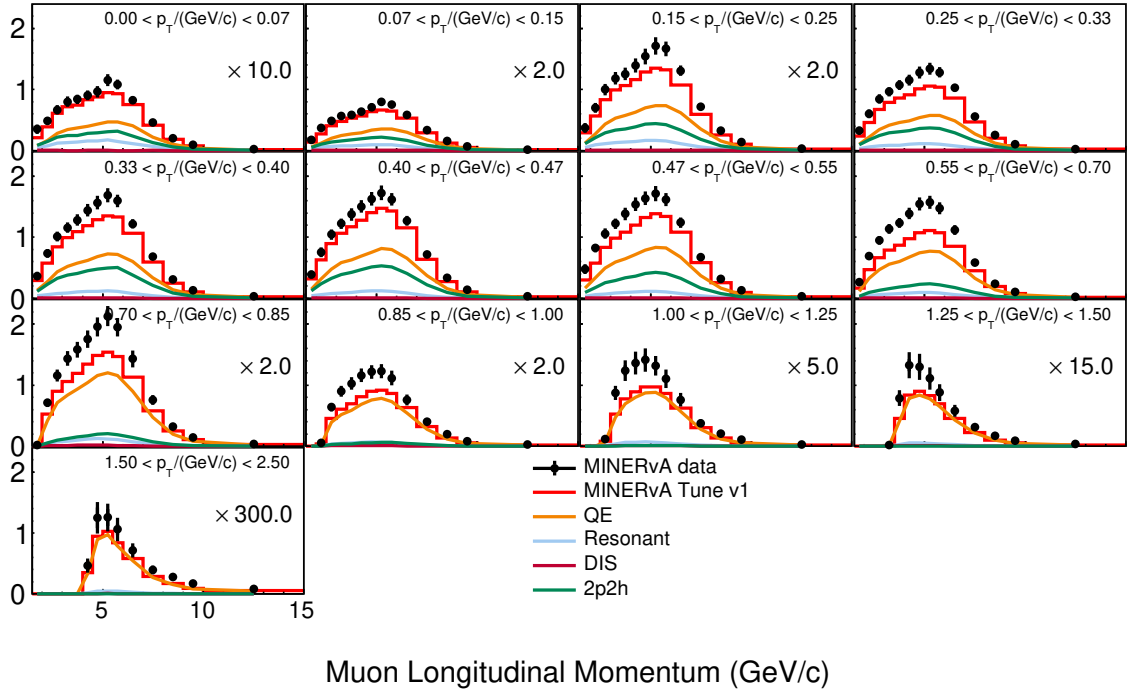 0.00 < p_T/(GeV/c) < 0.07
0.07 < p_T/(GeV/c) < 0.15
0.15 < p_T/(GeV/c) < 0.25
0.25 < p_T/(GeV/c) < 0.33
2
× 10.0
× 2.0
× 2.0
1
0
0.33 < p_T/(GeV/c) < 0.40
0.40 < p_T/(GeV/c) < 0.47
0.47 < p_T/(GeV/c) < 0.55
0.55 < p_T/(GeV/c) < 0.70
2
1
0
0.70 < p_T/(GeV/c) < 0.85
0.85 < p_T/(GeV/c) < 1.00
1.00 < p_T/(GeV/c) < 1.25
1.25 < p_T/(GeV/c) < 1.50
2
× 2.0
× 2.0
× 5.0
× 15.0
1
0
1.50 < p_T/(GeV/c) < 2.50
2
× 300.0
1
0
5 10 15
MINERvA data
MINERvA Tune v1
QE
Resonant
DIS
2p2h
Muon Longitudinal Momentum (GeV/c)